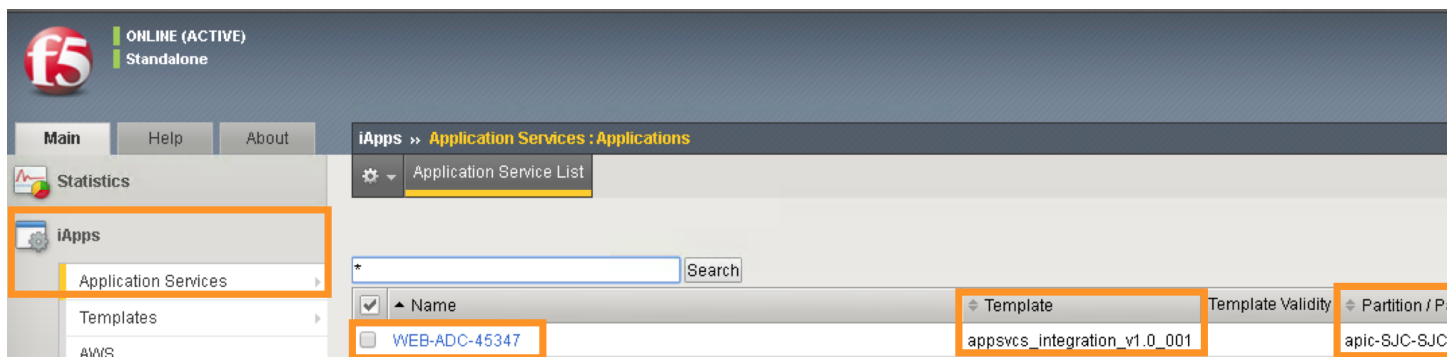 f5
ONLINE (ACTIVE)
Standalone
Main Help About
iApps » Application Services : Applications
Statistics
Application Service List
iApps
Application Services
* Search
Templates
Name Template Template Validity Partition /
WEB-ADC-45347 appsvcs_integration_v1.0_001 apic-SJC-SJC
AWS